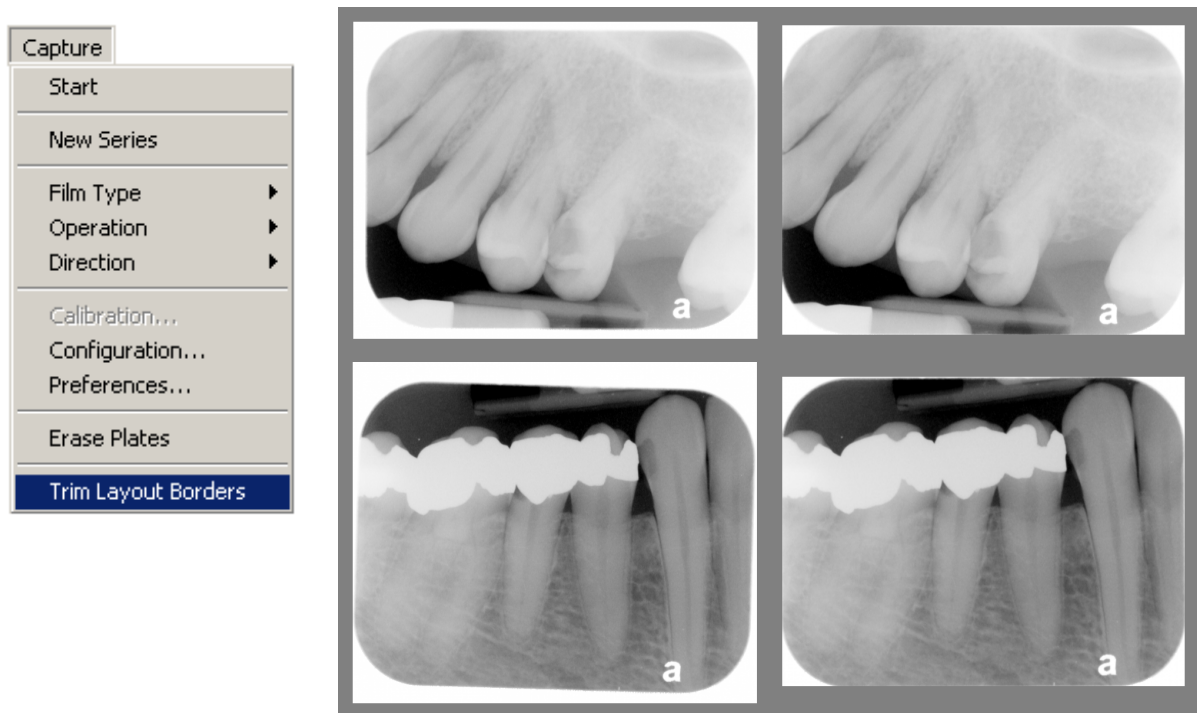 Capture
Start
New Series
Film Type
Operation
Direction
Calibration...
Configuration...
Preferences...
Erase Plates
Trim Layout Borders
a
a
a
a